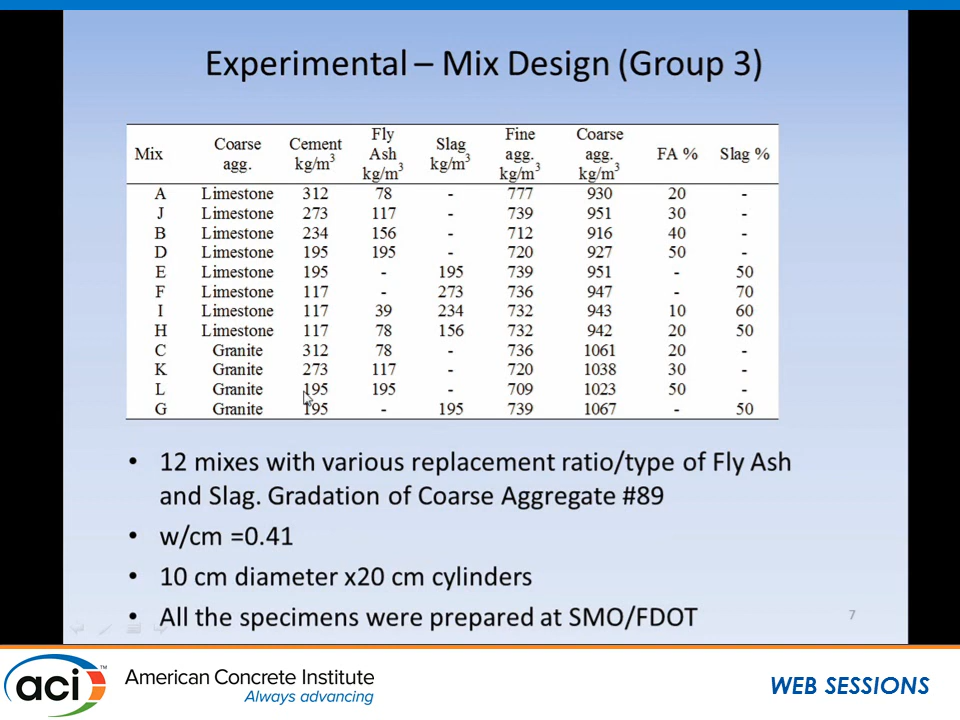 Experimental – Mix Design (Group 3)
Mix Coarse agg. Cement kg/m³ Fly Ash kg/m³ Slag kg/m³ Fine agg. kg/m³ Coarse agg. kg/m³ FA % Slag %
A Limestone 312 78 - 777 930 20 -
J Limestone 273 117 - 739 951 30 -
B Limestone 234 156 - 712 916 40 -
D Limestone 195 195 - 720 927 50 -
E Limestone 195 - 195 739 951 - 50
F Limestone 117 - 273 736 947 - 70
I Limestone 117 39 234 732 943 10 60
H Limestone 117 78 156 732 942 20 50
C Granite 312 78 - 736 1061 20 -
K Granite 273 117 - 720 1038 30 -
L Granite 195 195 - 709 1023 50 -
G Granite 195 - 195 739 1067 - 50
• 12 mixes with various replacement ratio/type of Fly Ash
and Slag. Gradation of Coarse Aggregate #89
• w/cm =0.41
• 10 cm diameter x20 cm cylinders
• All the specimens were prepared at SMO/FDOT
7
aci™
American Concrete Institute
Always advancing
WEB SESSIONS